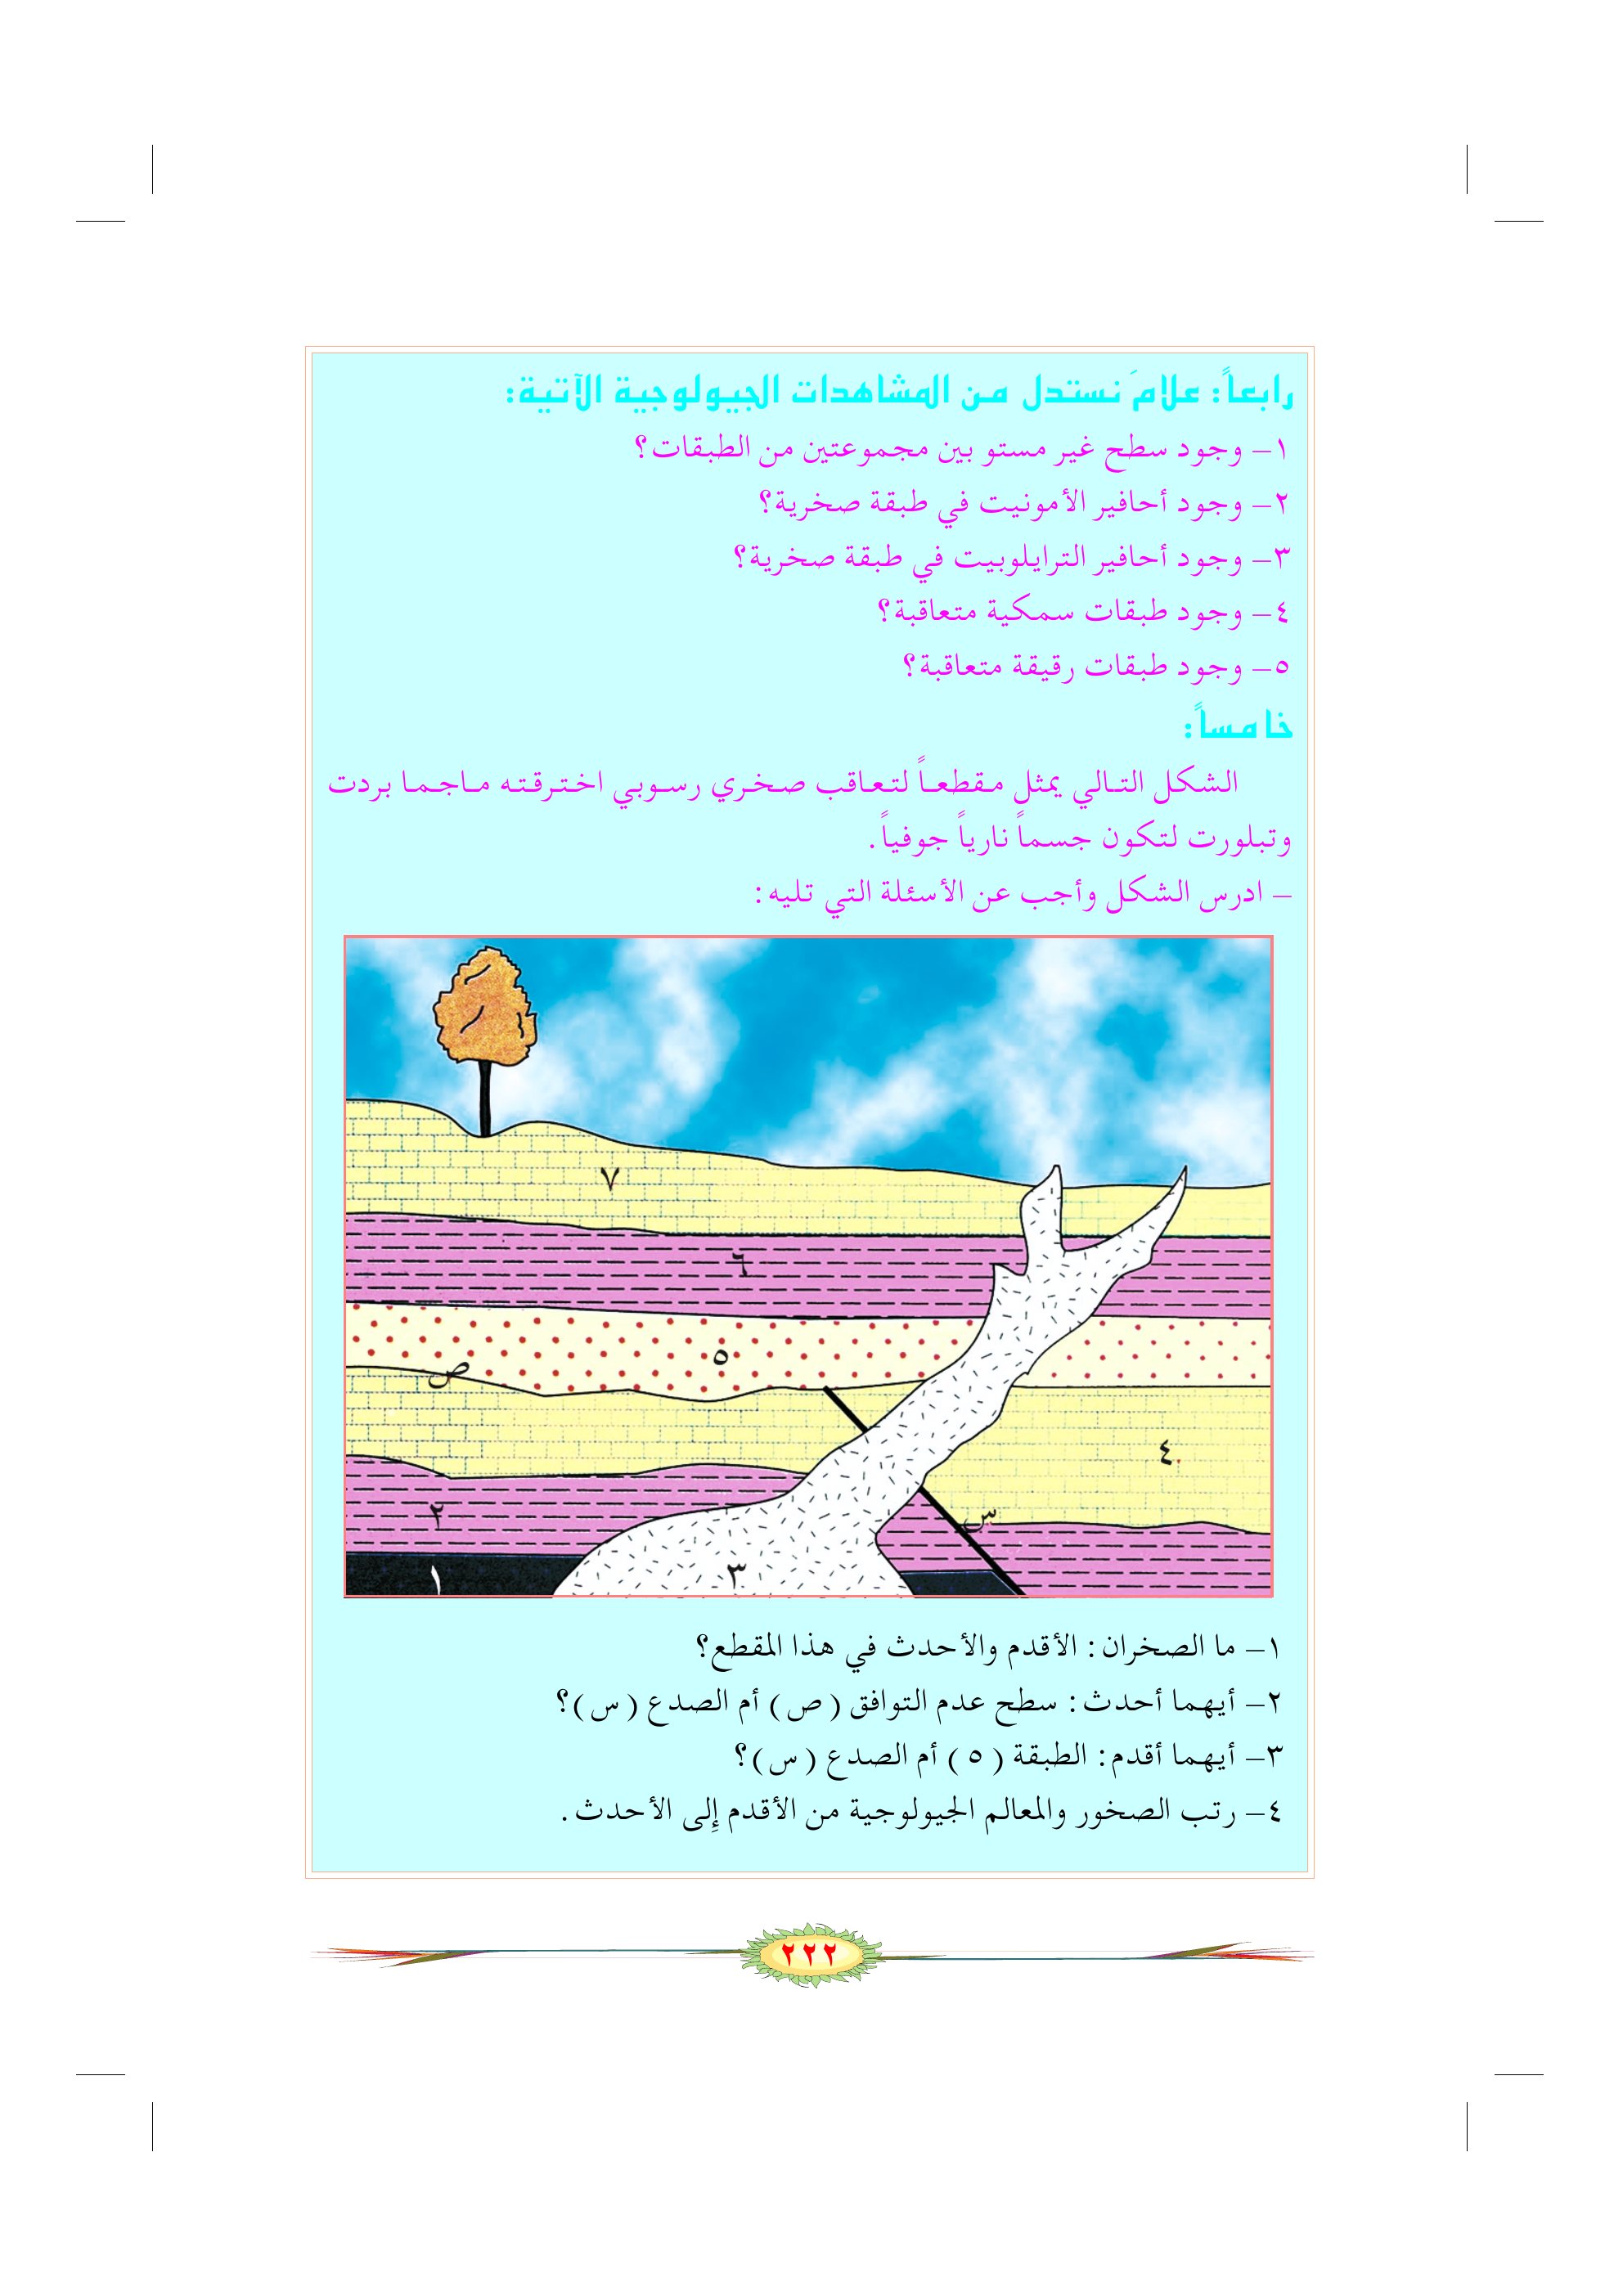 رابعاً: علامَ نستدل من المشاهدات الجيولوجية الآتية:
١– وجود سطح غير مستو بين مجموعتين من الطبقات؟
٢– وجود أحافير الأمونيت في طبقة صخرية؟
٣– وجود أحافير الترايلوبيت في طبقة صخرية؟
٤– وجود طبقات سمكية متعاقبة؟
٥– وجود طبقات رقيقة متعاقبة؟
خامساً:
الشكل التالي يمثل مقطعاً لتعاقب صخري رسوبي اخترقته ماجما بردت
وتبلورت لتكون جسماً نارياً جوفياً.
– ادرس الشكل وأجب عن الأسئلة التي تليه:
٧
٦
٥
ص
٤
س
٢
٣
١
١– ما الصخران: الأقدم والأحدث في هذا المقطع؟
٢– أيهما أحدث: سطح عدم التوافق (ص) أم الصدع (س)؟
٣– أيهما أقدم: الطبقة (٥) أم الصدع (س)؟
٤– رتب الصخور والمعالم الجيولوجية من الأقدم إِلى الأحدث.
٢٢٢